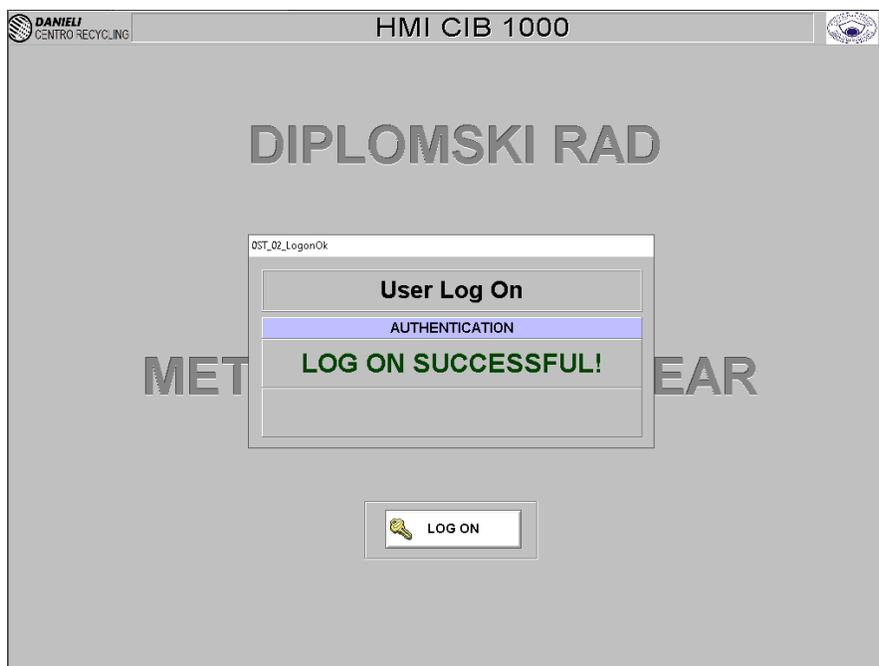 DANIELI
CENTRO RECYCLING
HMI CIB 1000
DIPLOMSKI RAD
0ST_02_LogonOk
User Log On
AUTHENTICATION
LOG ON SUCCESSFUL!
MET EAR
LOG ON